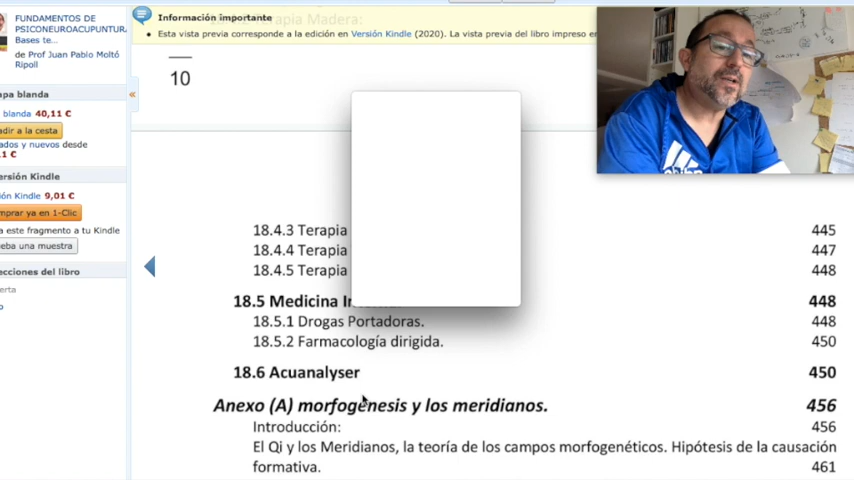 FUNDAMENTOS DE
PSICONEUROACUPUNTUR
Bases te...
de Prof Juan Pabio Moltó
Ripoll
apa blanda
blanda 40,11 €
adir a la cesta
ados y nuevos desde
1 €
ersión Kindle
ión Kindle 9,01 €
mprar ya en 1-Clic
a este fragmento a tu Kindle
eba una muestra
ecciones del libro
erta
o
Información importante
Terapia Madera:
• Esta vista previa corresponde a la edición en Versión Kindle (2020). La vista previa del libro impreso e
«
10
18.4.3 Terapia 445
18.4.4 Terapia 447
18.4.5 Terapia 448
18.5 Medicina 448
18.5.1 Drogas Portadoras. 448
18.5.2 Farmacología dirigida. 450
18.6 Acuanalyser 450
Anexo (A) morfogénesis y los meridianos. 456
Introducción: 456
El Qi y los Meridianos, la teoría de los campos morfogenéticos. Hipótesis de la causación
formativa. 461